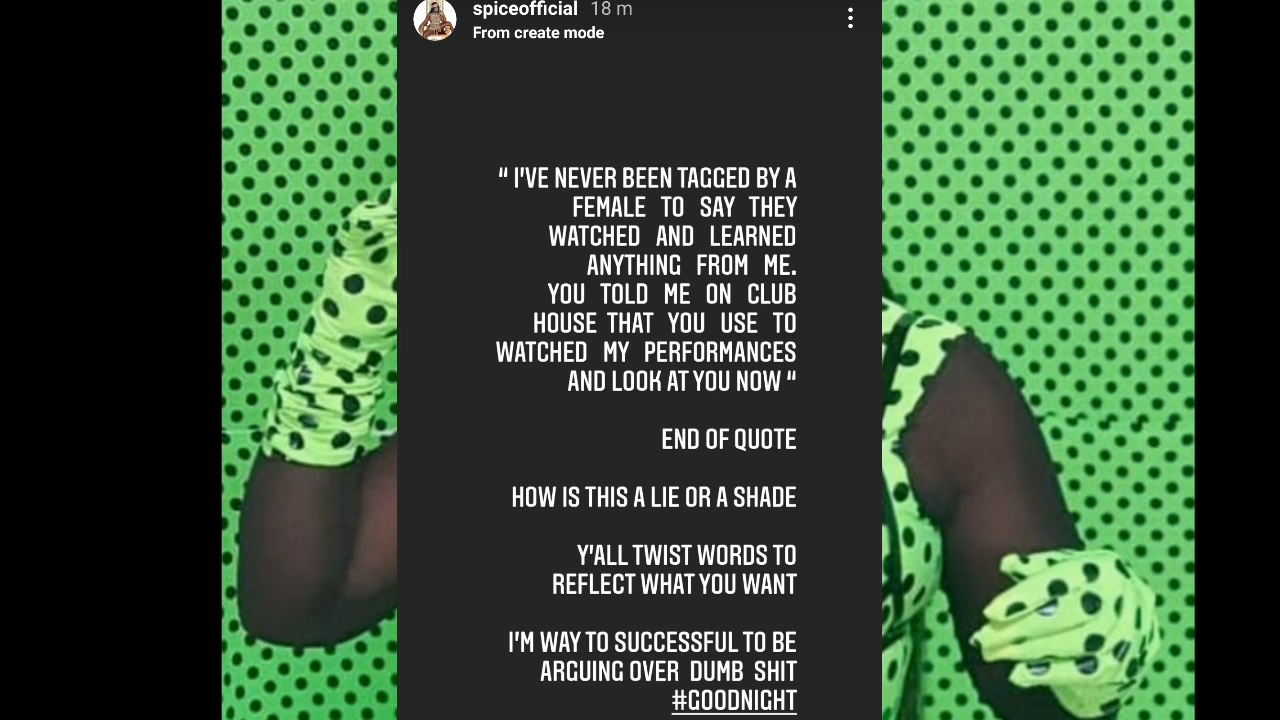 spiceofficial 18 m
From create mode
“ I'VE NEVER BEEN TAGGED BY A
FEMALE TO SAY THEY
WATCHED AND LEARNED
ANYTHING FROM ME.
YOU TOLD ME ON CLUB
HOUSE THAT YOU USE TO
WATCHED MY PERFORMANCES
AND LOOK AT YOU NOW “
END OF QUOTE
HOW IS THIS A LIE OR A SHADE
Y'ALL TWIST WORDS TO
REFLECT WHAT YOU WANT
I'M WAY TO SUCCESSFUL TO BE
ARGUING OVER DUMB SHIT
#GOODNIGHT